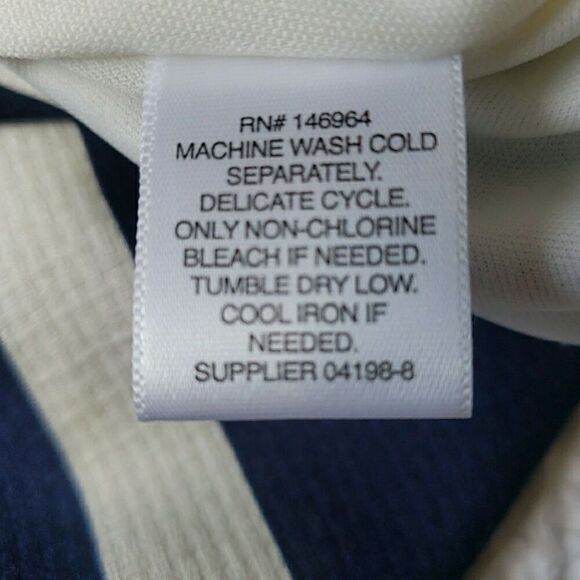 RN# 146964
MACHINE WASH COLD
SEPARATELY.
DELICATE CYCLE.
ONLY NON-CHLORINE
BLEACH IF NEEDED.
TUMBLE DRY LOW.
COOL IRON IF
NEEDED.
SUPPLIER 04198-8